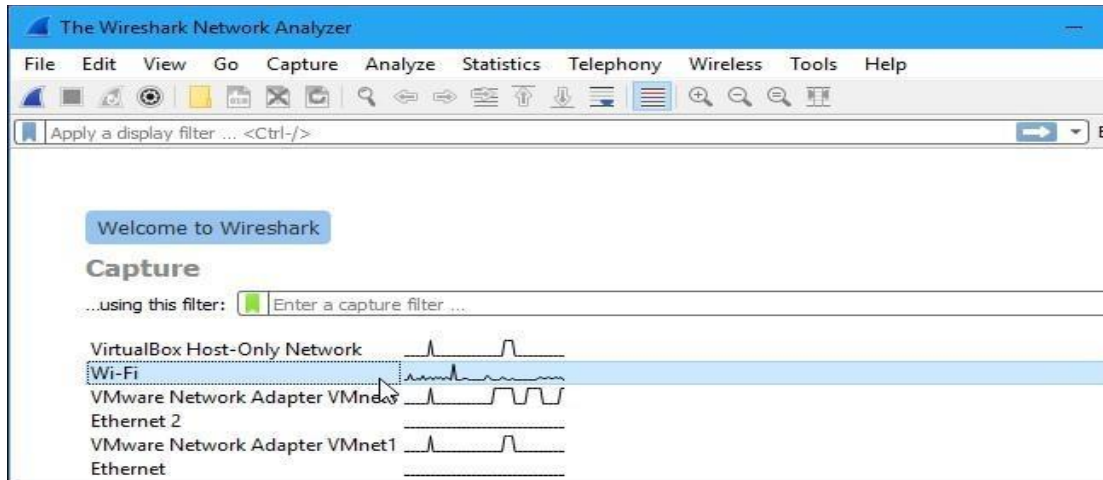 The Wireshark Network Analyzer
File Edit View Go Capture Analyze Statistics Telephony Wireless Tools Help
Apply a display filter ... <Ctrl-/>
Welcome to Wireshark
Capture
...using this filter: Enter a capture filter ...
VirtualBox Host-Only Network
Wi-Fi
VMware Network Adapter
Ethernet 2
VMware Network Adapter VMnet1
Ethernet